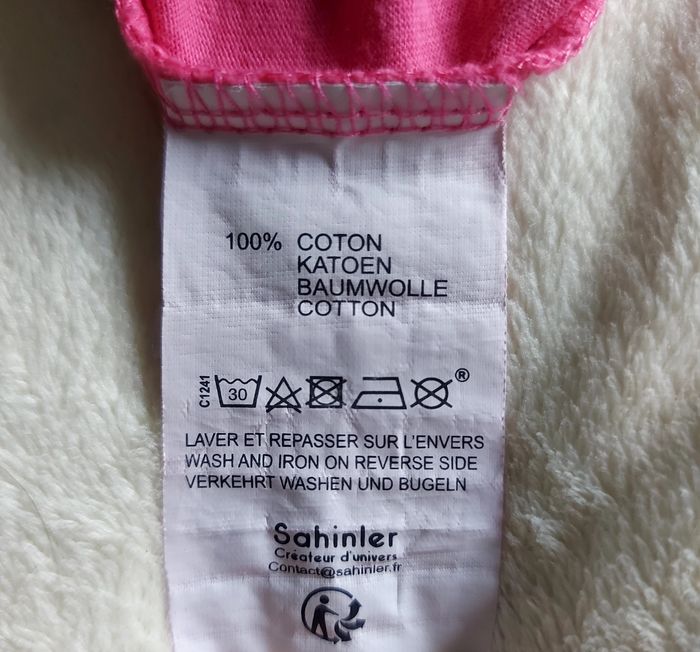 100% COTON
KATOEN
BAUMWOLLE
COTTON
C1241
30
®
LAVER ET REPASSER SUR L'ENVERS
WASH AND IRON ON REVERSE SIDE
VERKEHRT WASHEN UND BUGELN
Sahinler
Créateur d'univers
Contact@sahinler.fr